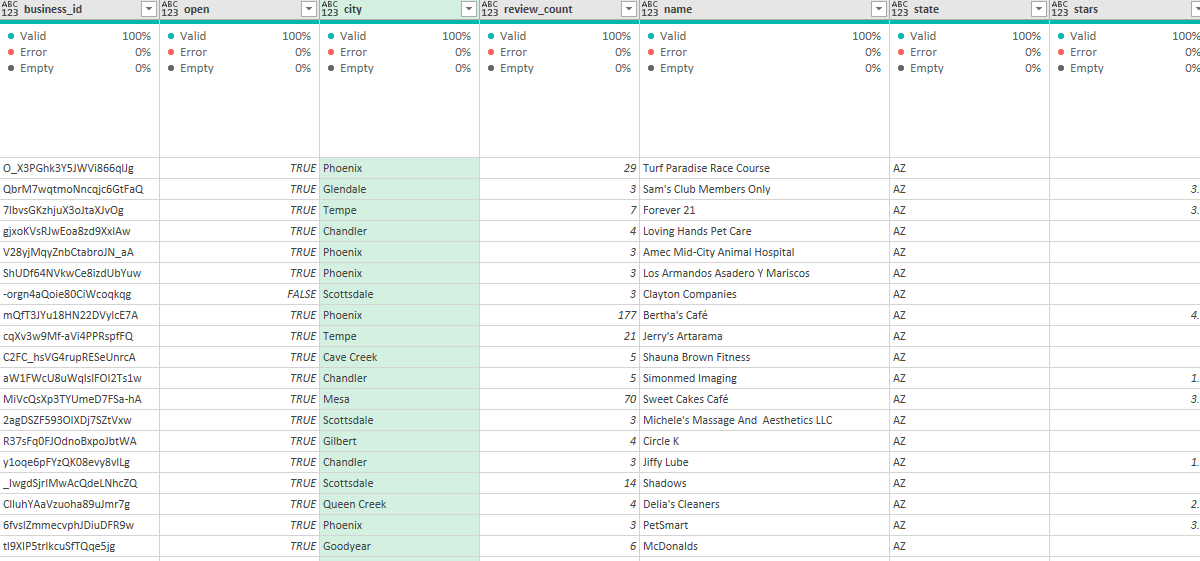 ABC 123 business_id ABC 123 open ABC 123 city ABC 123 review_count ABC 123 name ABC 123 state ABC 123 stars
Valid 100% Valid 100% Valid 100% Valid 100% Valid 100% Valid 100% Valid 100%
Error 0% Error 0% Error 0% Error 0% Error 0% Error 0% Error 0%
Empty 0% Empty 0% Empty 0% Empty 0% Empty 0% Empty 0% Empty 0%
O_X3PGhk3Y5JWVi866qlJg TRUE Phoenix 29 Turf Paradise Race Course AZ
QbrM7wqtmoNncqjc6GtFaQ TRUE Glendale 3 Sam's Club Members Only AZ 3.
7lbvsGKzhjuX3oJtaXJvOg TRUE Tempe 7 Forever 21 AZ 3.
gjxoKVsRJwEoa8zd9XxlAw TRUE Chandler 4 Loving Hands Pet Care AZ
V28yjMqyZnbCtabroJN_aA TRUE Phoenix 3 Amec Mid-City Animal Hospital AZ
ShUDf64NVkwCe8izdUbYuw TRUE Phoenix 3 Los Armandos Asadero Y Mariscos AZ
-orgn4aQoie80CiWcoqkqg FALSE Scottsdale 3 Clayton Companies AZ
mQfT3JYu18HN22DVylcE7A TRUE Phoenix 177 Bertha's Café AZ 4.
cqXv3w9Mf-aVi4PPRspfFQ TRUE Tempe 21 Jerry's Artarama AZ
C2FC_hsVG4rupRESeUnrcA TRUE Cave Creek 5 Shauna Brown Fitness AZ
aW1FWcU8uWqlsIFOI2Ts1w TRUE Chandler 5 Simonmed Imaging AZ 1.
MiVcQsXp3TYUmeD7FSa-hA TRUE Mesa 70 Sweet Cakes Café AZ 3.
2agDSZF593OIXDj7SZtVxw TRUE Scottsdale 3 Michele's Massage And  Aesthetics LLC AZ
R37sFq0FJOdnoBxpoJbtWA TRUE Gilbert 4 Circle K AZ
y1oqe6pFYzQK08evy8vlLg TRUE Chandler 3 Jiffy Lube AZ 1.
_lwgdSjrlMwAcQdeLNhcZQ TRUE Scottsdale 14 Shadows AZ
ClluhYAaVzuoha89uJmr7g TRUE Queen Creek 4 Delia's Cleaners AZ 2.
6fvslZmmecvphJDiuDFR9w TRUE Phoenix 3 PetSmart AZ 3.
tl9XIP5trlkcuSfTQqe5jg TRUE Goodyear 6 McDonalds AZ